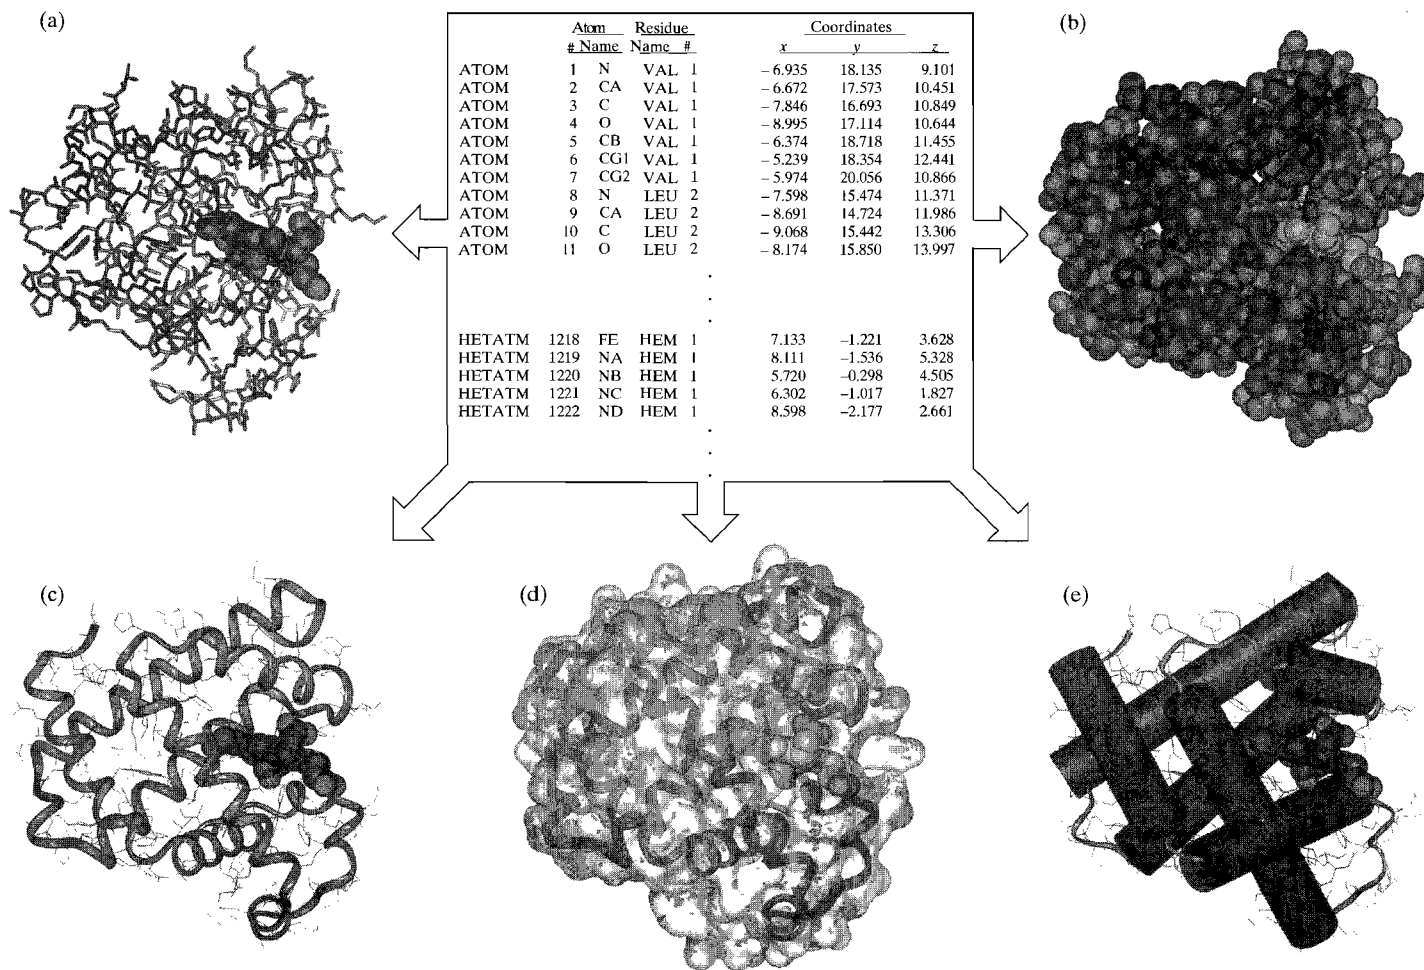 (a)
Atom Residue Coordinates
# Name Name # x y z
ATOM 1 N VAL 1 −6.935 18.135 9.101
ATOM 2 CA VAL 1 −6.672 17.573 10.451
ATOM 3 C VAL 1 −7.846 16.693 10.849
ATOM 4 O VAL 1 −8.995 17.114 10.644
ATOM 5 CB VAL 1 −6.374 18.718 11.455
ATOM 6 CG1 VAL 1 −5.239 18.354 12.441
ATOM 7 CG2 VAL 1 −5.974 20.056 10.866
ATOM 8 N LEU 2 −7.598 15.474 11.371
ATOM 9 CA LEU 2 −8.691 14.724 11.986
ATOM 10 C LEU 2 −9.068 15.442 13.306
ATOM 11 O LEU 2 −8.174 15.850 13.997
HETATM 1218 FE HEM 1 7.133 −1.221 3.628
HETATM 1219 NA HEM 1 8.111 −1.536 5.328
HETATM 1220 NB HEM 1 5.720 −0.298 4.505
HETATM 1221 NC HEM 1 6.302 −1.017 1.827
HETATM 1222 ND HEM 1 8.598 −2.177 2.661
(b)
(c)
(d)
(e)